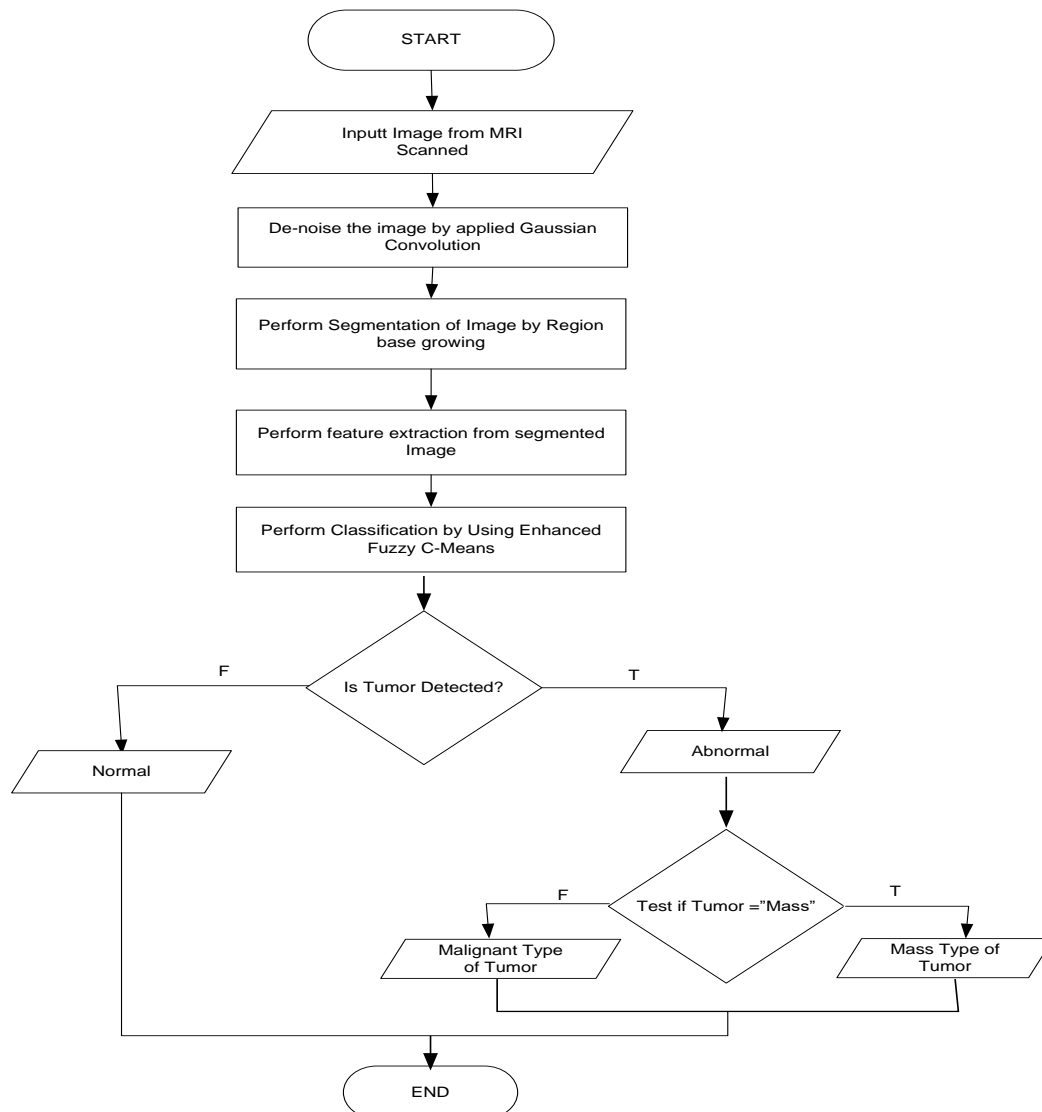 START
Inputt Image from MRI
Scanned
De-noise the image by applied Gaussian
Convolution
Perform Segmentation of Image by Region
base growing
Perform feature extraction from segmented
Image
Perform Classification by Using Enhanced
Fuzzy C-Means
F
T
Is Tumor Detected?
Normal
Abnormal
F
T
Test if Tumor =”Mass”
Malignant Type
of Tumor
Mass Type of
Tumor
END